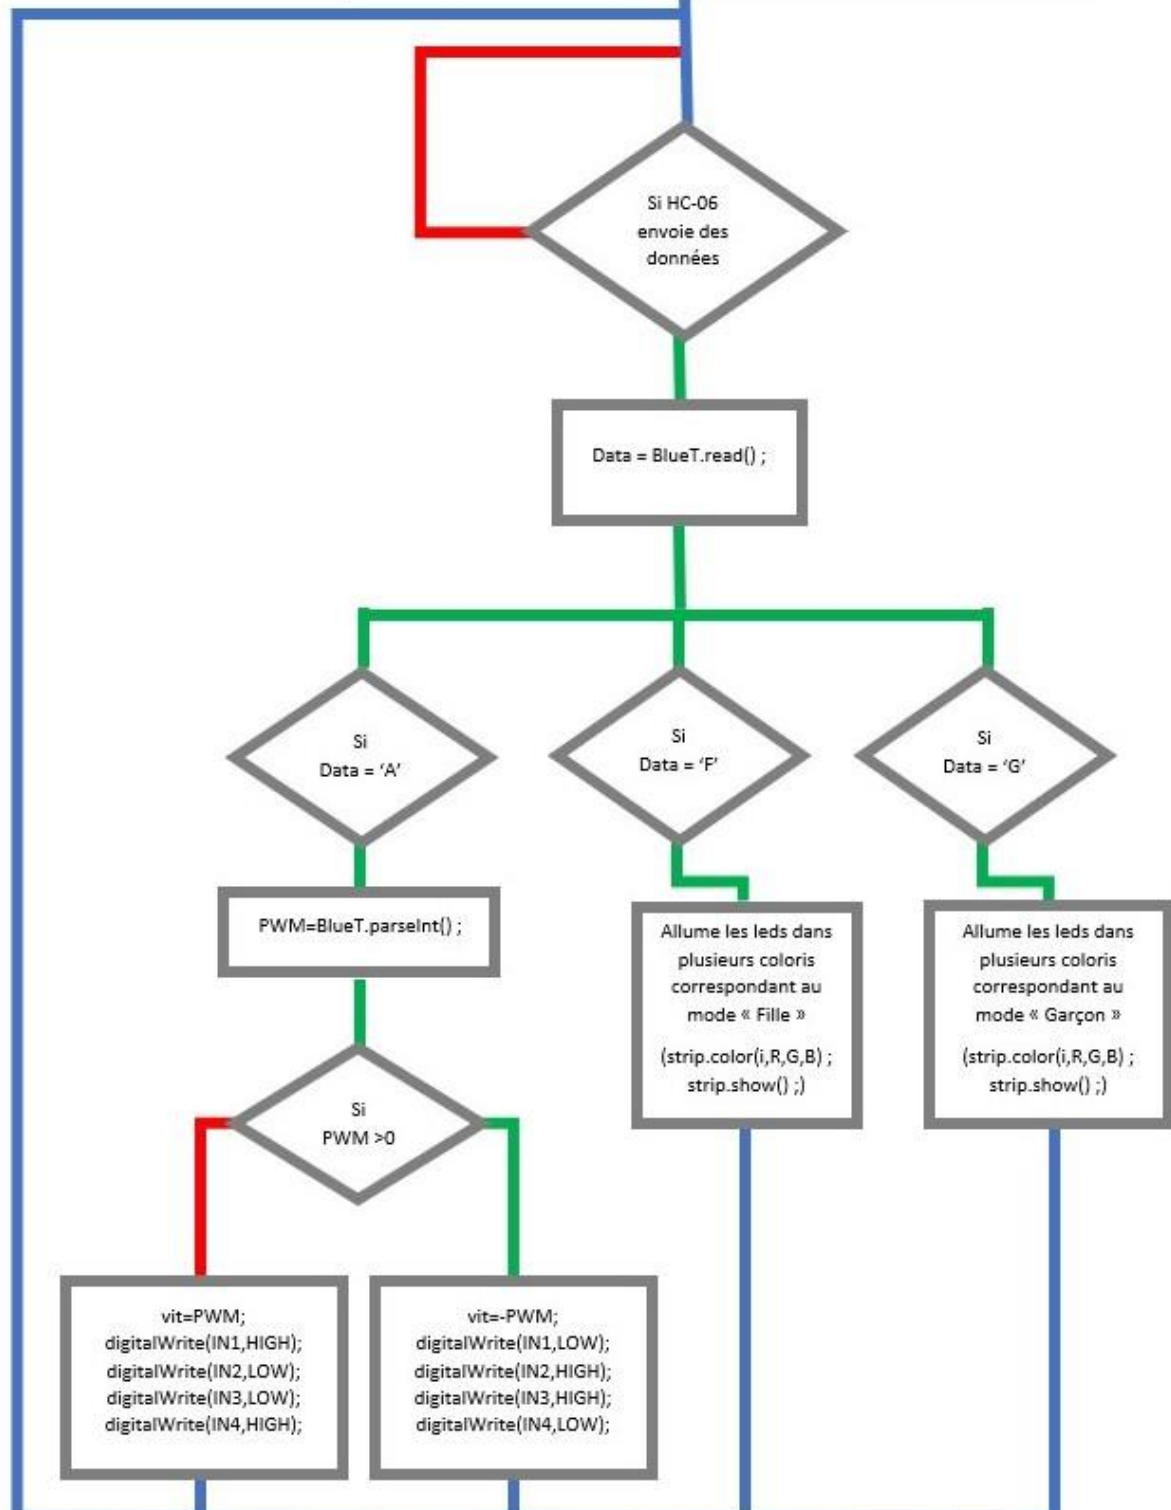 Si HC-06
envoie des
données
Data = BlueT.read() ;
Si
Data = ‘A’
Si
Data = ‘F’
Si
Data = ‘G’
PWM=BlueT.parseInt() ;
Allume les leds dans
plusieurs coloris
correspondant au
mode « Fille »
(strip.color(i,R,G,B) ;
strip.show() ;)
Allume les leds dans
plusieurs coloris
correspondant au
mode « Garçon »
(strip.color(i,R,G,B) ;
strip.show() ;)
Si
PWM >0
vit=PWM;
digitalWrite(IN1,HIGH);
digitalWrite(IN2,LOW);
digitalWrite(IN3,LOW);
digitalWrite(IN4,HIGH);
vit=-PWM;
digitalWrite(IN1,LOW);
digitalWrite(IN2,HIGH);
digitalWrite(IN3,HIGH);
digitalWrite(IN4,LOW);